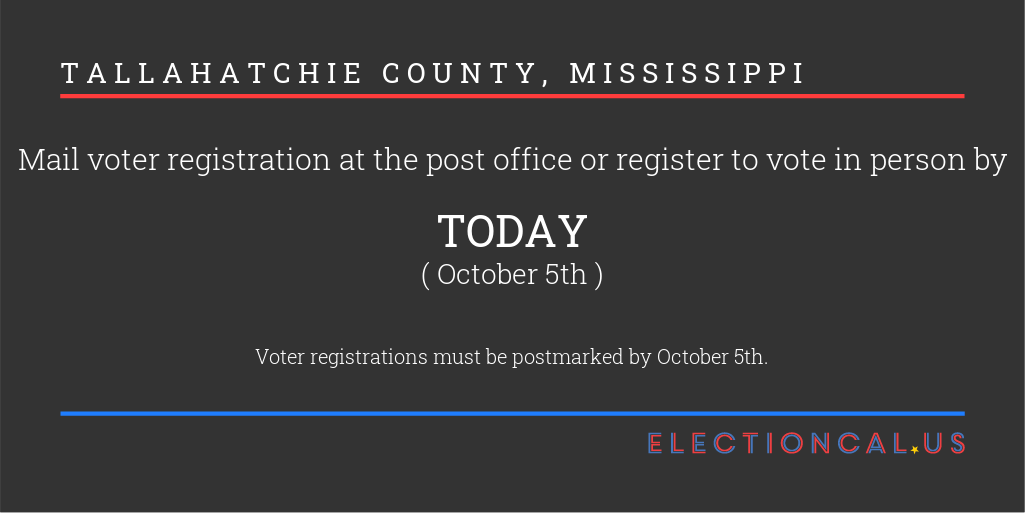 TALLAHATCHIE COUNTY, MISSISSIPPI
Mail voter registration at the post office or register to vote in person by
TODAY
( October 5th )
Voter registrations must be postmarked by October 5th.
ELECTIONCAL.US